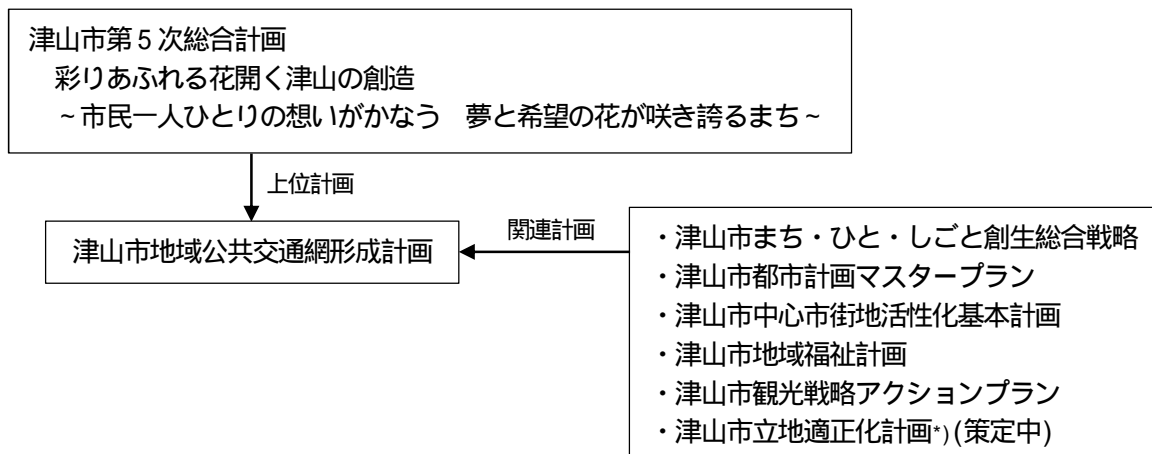 津山市第5次総合計画
彩りあふれる花開く津山の創造
~市民一人ひとりの想いがかなう　夢と希望の花が咲き誇るまち~
上位計画
津山市地域公共交通網形成計画
関連計画
・津山市まち・ひと・しごと創生総合戦略
・津山市都市計画マスタープラン
・津山市中心市街地活性化基本計画
・津山市地域福祉計画
・津山市観光戦略アクションプラン
・津山市立地適正化計画*)(策定中)